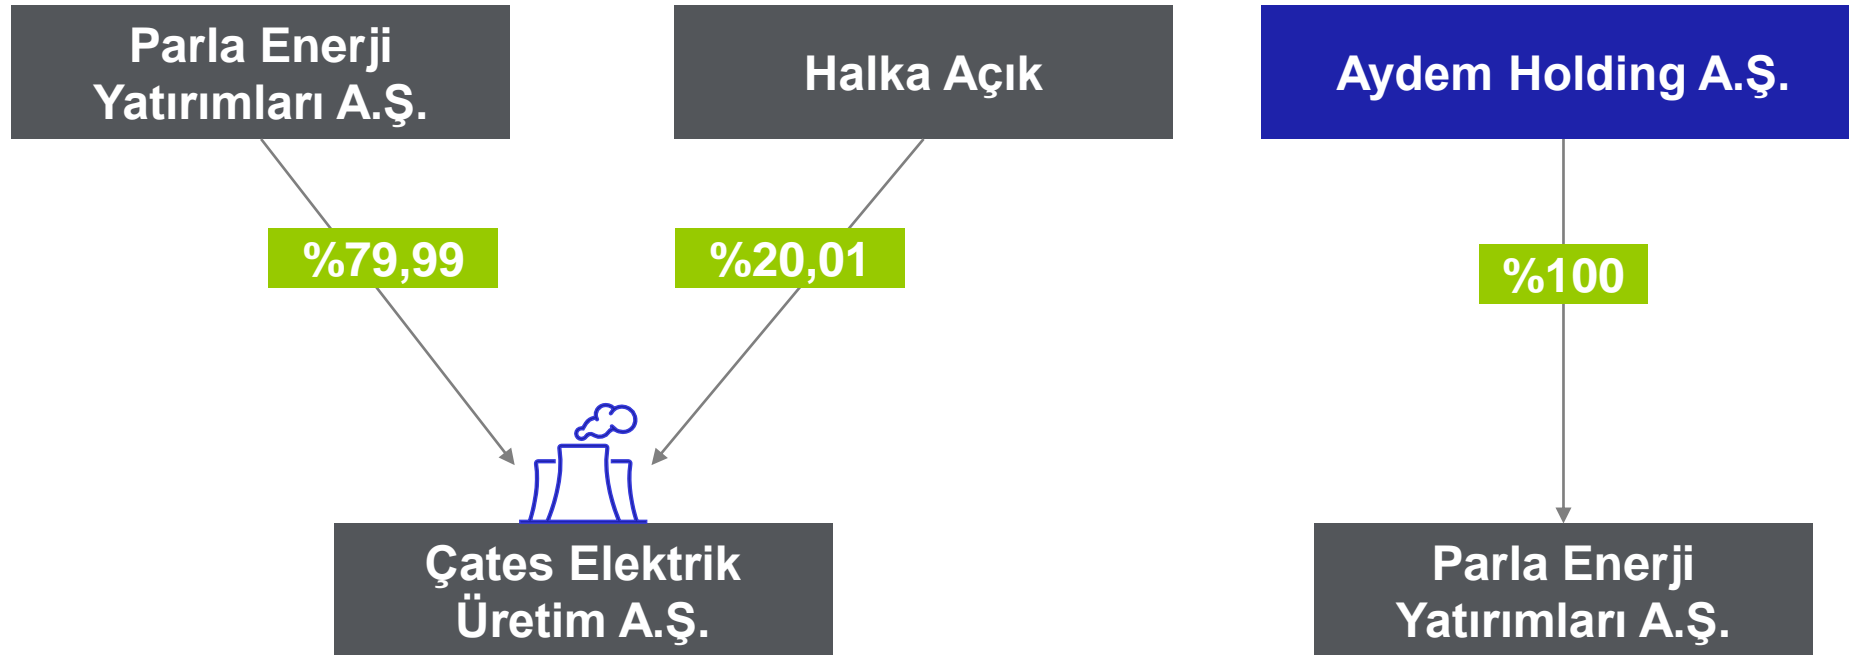 Parla Enerji
Yatırımları A.Ş.
Halka Açık
Aydem Holding A.Ş.
%79,99
%20,01
%100
Çates Elektrik
Üretim A.Ş.
Parla Enerji
Yatırımları A.Ş.